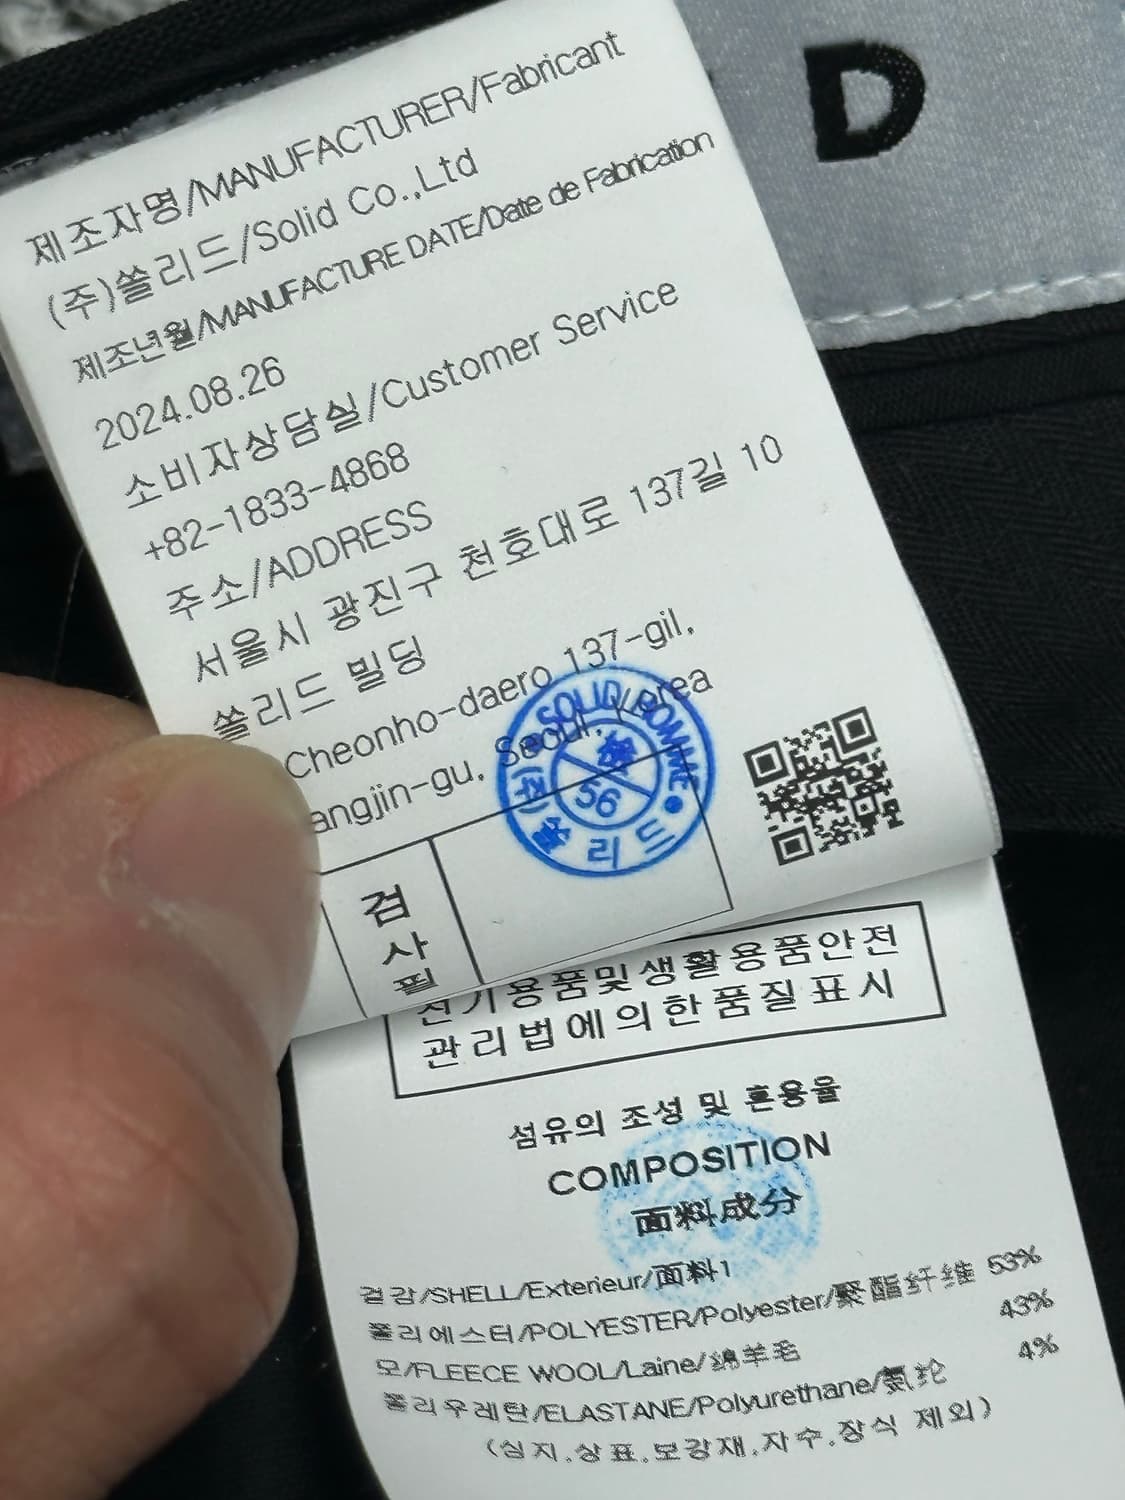 D
제조자명/MANUFACTURER/Fabricant
(주)쏠리드/Solid Co.,Ltd
제조년월/MANUFACTURE DATE/Date de Fabrication
2024.08.26
소비자상담실/Customer Service
+82-1833-4868
주소/ADDRESS
서울시 광진구 천호대로 137길 10
쏠리드 빌딩
Cheonho-daero 137-gil,
angjin-gu, Seoul, Korea
SOLID HOMME
56
(주)쏠리드
검
사
필
전기용품및생활용품안전
관리법에의한품질표시
섬유의 조성 및 혼용율
COMPOSITION
面料成分
겉감/SHELL/Exterieur/面料1
폴리에스터/POLYESTER/Polyester/聚酯纤维 53%
모/FLEECE WOOL/Laine/绵羊毛 43%
폴리우레탄/ELASTANE/Polyurethane/氨纶 4%
(심지.상표.보강재.자수.장식 제외)